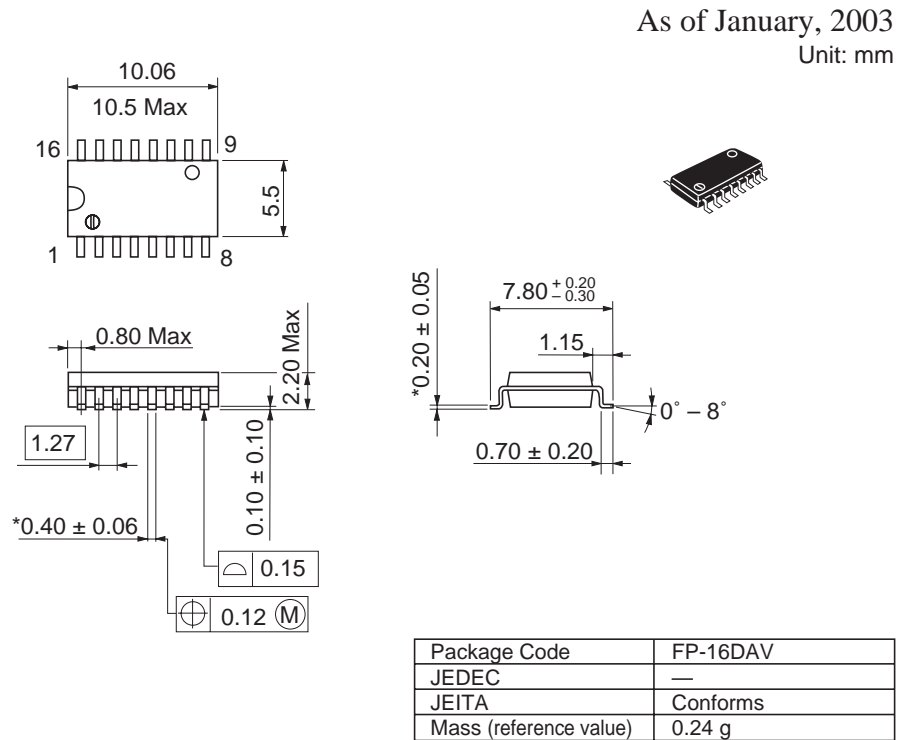 As of January, 2003
Unit: mm
10.06
10.5 Max
16
9
5.5
1
8
0.80 Max
2.20 Max
1.27
0.10 ± 0.10
*0.40 ± 0.06
0.15
0.12 Ⓜ
*0.20 ± 0.05
7.80 + 0.20 − 0.30
1.15
0° – 8°
0.70 ± 0.20
Package Code FP-16DAV
JEDEC —
JEITA Conforms
Mass (reference value) 0.24 g